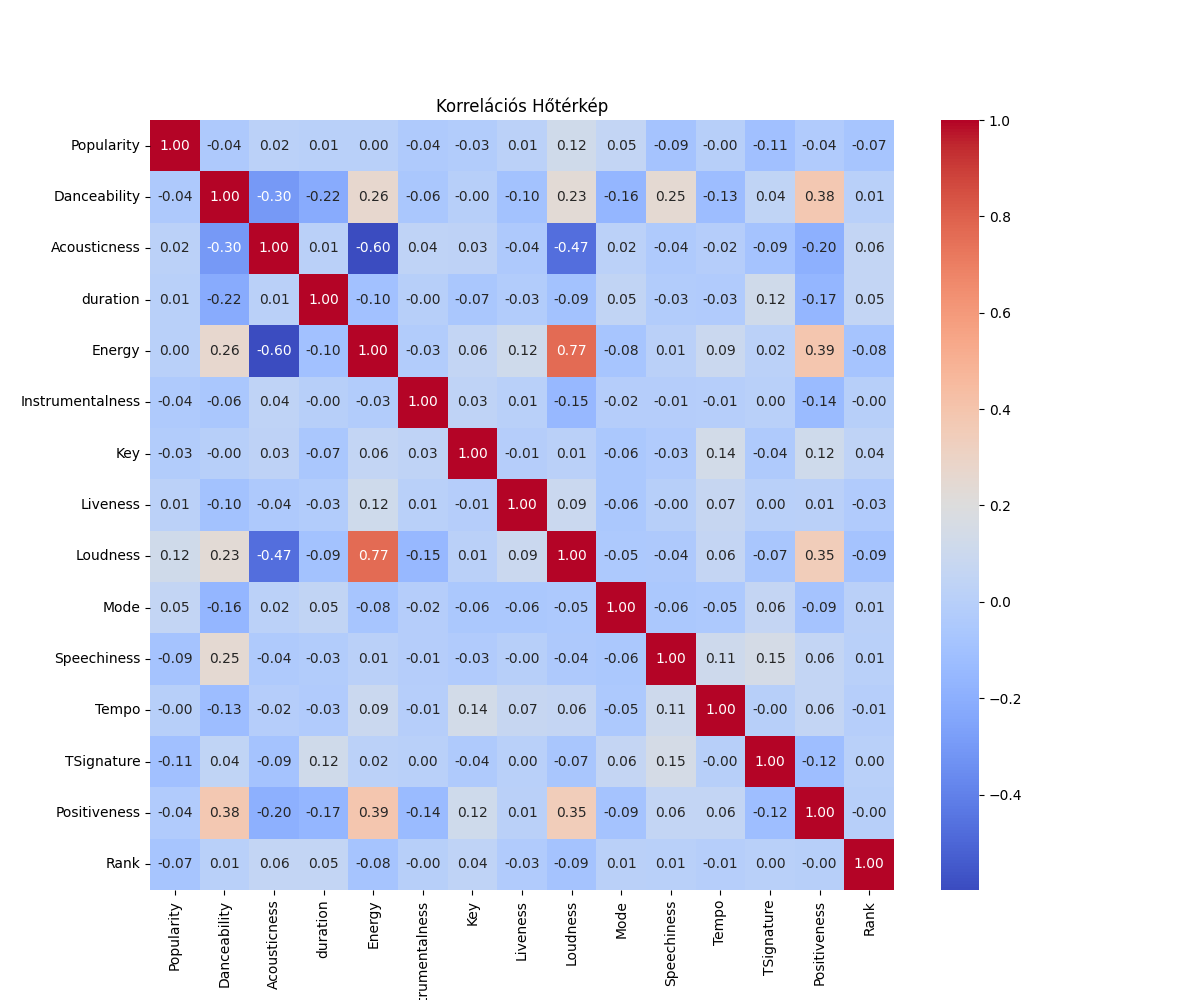 Korrelációs Hőtérkép
Popularity 1.00 -0.04 0.02 0.01 0.00 -0.04 -0.03 0.01 0.12 0.05 -0.09 -0.00 -0.11 -0.04 -0.07
Danceability -0.04 1.00 -0.30 -0.22 0.26 -0.06 -0.00 -0.10 0.23 -0.16 0.25 -0.13 0.04 0.38 0.01
Acousticness 0.02 -0.30 1.00 0.01 -0.60 0.04 0.03 -0.04 -0.47 0.02 -0.04 -0.02 -0.09 -0.20 0.06
duration 0.01 -0.22 0.01 1.00 -0.10 -0.00 -0.07 -0.03 -0.09 0.05 -0.03 -0.03 0.12 -0.17 0.05
Energy 0.00 0.26 -0.60 -0.10 1.00 -0.03 0.06 0.12 0.77 -0.08 0.01 0.09 0.02 0.39 -0.08
Instrumentalness -0.04 -0.06 0.04 -0.00 -0.03 1.00 0.03 0.01 -0.15 -0.02 -0.01 -0.01 0.00 -0.14 -0.00
Key -0.03 -0.00 0.03 -0.07 0.06 0.03 1.00 -0.01 0.01 -0.06 -0.03 0.14 -0.04 0.12 0.04
Liveness 0.01 -0.10 -0.04 -0.03 0.12 0.01 -0.01 1.00 0.09 -0.06 -0.00 0.07 0.00 0.01 -0.03
Loudness 0.12 0.23 -0.47 -0.09 0.77 -0.15 0.01 0.09 1.00 -0.05 -0.04 0.06 -0.07 0.35 -0.09
Mode 0.05 -0.16 0.02 0.05 -0.08 -0.02 -0.06 -0.06 -0.05 1.00 -0.06 -0.05 0.06 -0.09 0.01
Speechiness -0.09 0.25 -0.04 -0.03 0.01 -0.01 -0.03 -0.00 -0.04 -0.06 1.00 0.11 0.15 0.06 0.01
Tempo -0.00 -0.13 -0.02 -0.03 0.09 -0.01 0.14 0.07 0.06 -0.05 0.11 1.00 -0.00 0.06 -0.01
TSignature -0.11 0.04 -0.09 0.12 0.02 0.00 -0.04 0.00 -0.07 0.06 0.15 -0.00 1.00 -0.12 0.00
Positiveness -0.04 0.38 -0.20 -0.17 0.39 -0.14 0.12 0.01 0.35 -0.09 0.06 0.06 -0.12 1.00 -0.00
Rank -0.07 0.01 0.06 0.05 -0.08 -0.00 0.04 -0.03 -0.09 0.01 0.01 -0.01 0.00 -0.00 1.00
Popularity
Danceability
Acousticness
duration
Energy
trumentalness
Key
Liveness
Loudness
Mode
Speechiness
Tempo
TSignature
Positiveness
Rank
1.0
0.8
0.6
0.4
0.2
0.0
−0.2
−0.4